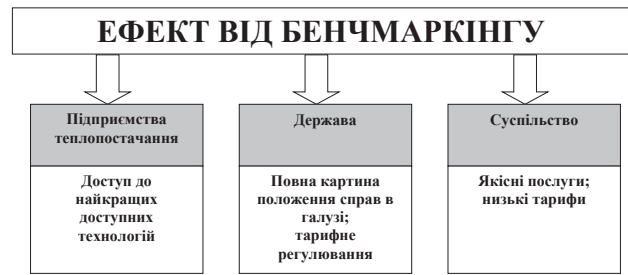 ЕФЕКТ ВІД БЕНЧМАРКІНГУ
Підприємства
теплопостачання
Доступ до
найкращих
доступних
технологій
Держава
Повна картина
положення справ в
галузі;
тарифне
регулювання
Суспільство
Якісні послуги;
низькі тарифи